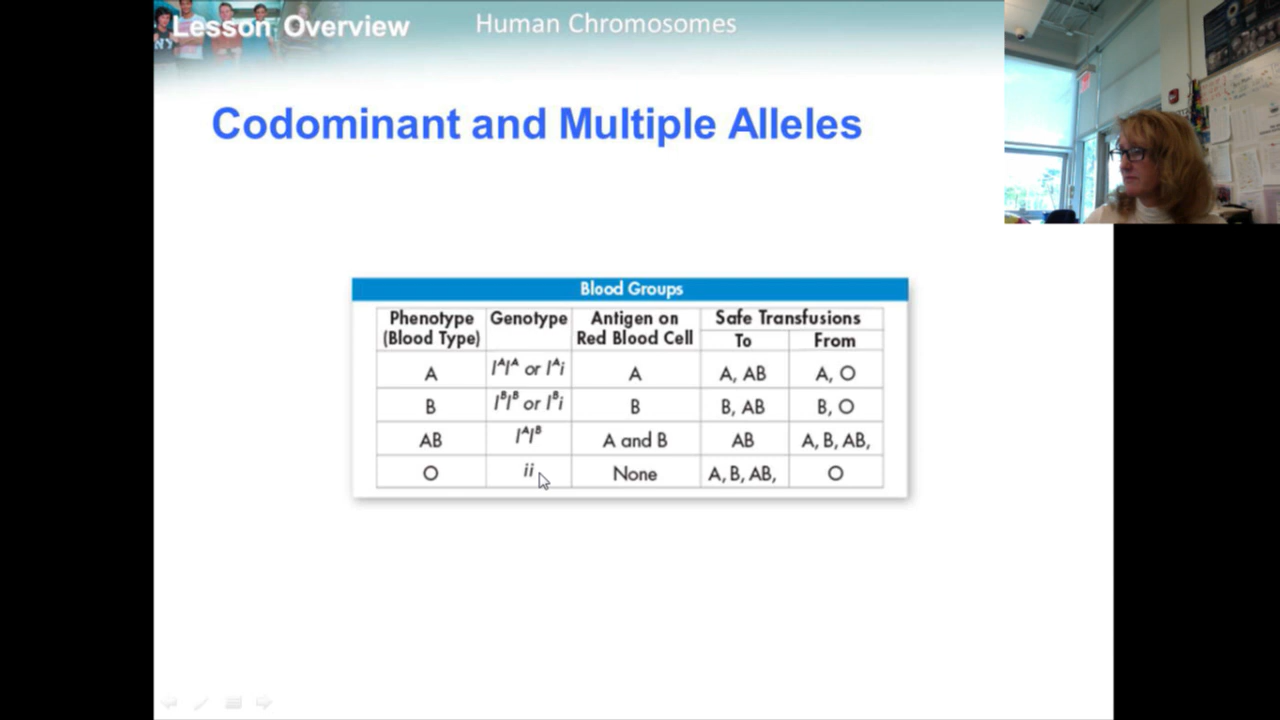 Lesson Overview
Human Chromosomes
Codominant and Multiple Alleles
Blood Groups
Phenotype (Blood Type) Genotype Antigen on Red Blood Cell Safe Transfusions
To From
A IᴬIᴬ or Iᴬi A A, AB A, O
B IᴮIᴮ or Iᴮi B B, AB B, O
AB IᴬIᴮ A and B AB A, B, AB,
O ii None A, B, AB, O